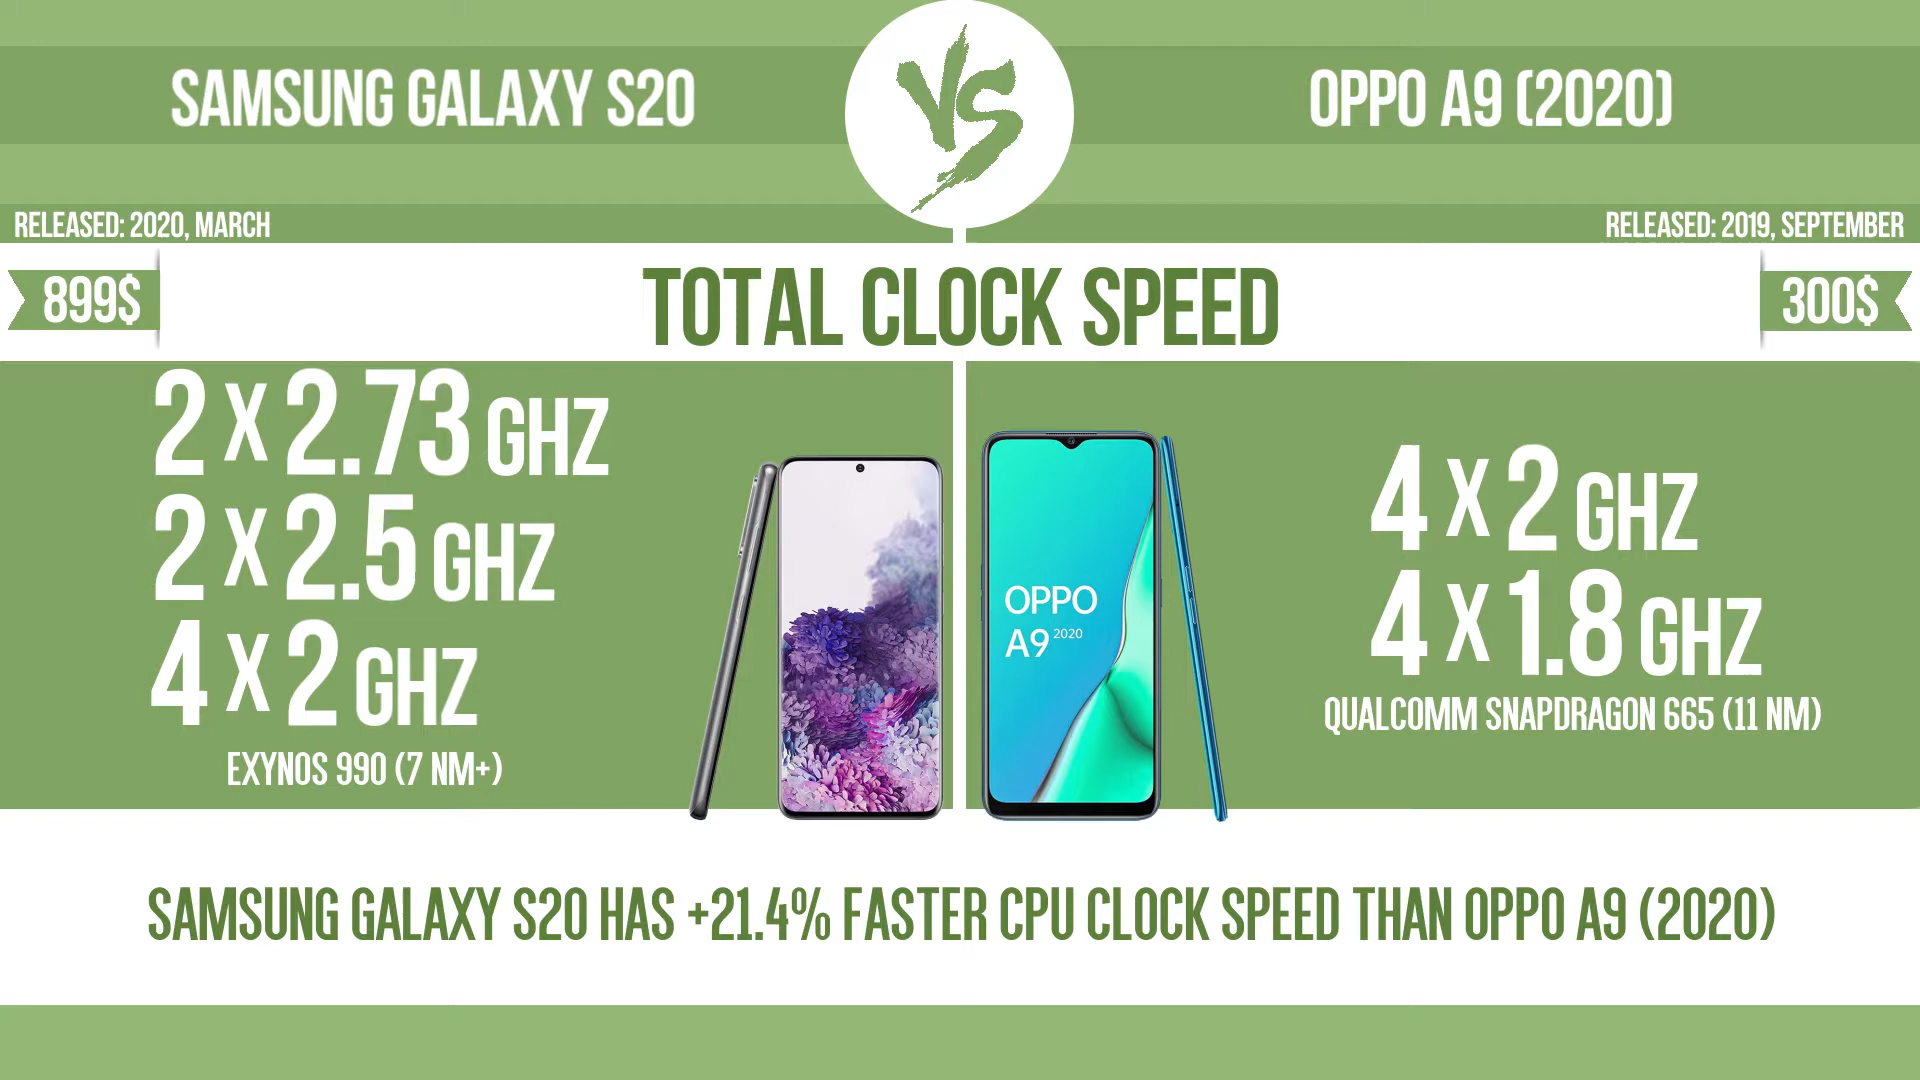 SAMSUNG GALAXY S20
VS
OPPO A9 (2020)
RELEASED: 2020, MARCH
RELEASED: 2019, SEPTEMBER
899$
TOTAL CLOCK SPEED
300$
2 X 2.73 GHZ
2 X 2.5 GHZ
4 X 2 GHZ
EXYNOS 990 (7 NM+)
OPPO
A9 2020
4 X 2 GHZ
4 X 1.8 GHZ
QUALCOMM SNAPDRAGON 665 (11 NM)
SAMSUNG GALAXY S20 HAS +21.4% FASTER CPU CLOCK SPEED THAN OPPO A9 (2020)